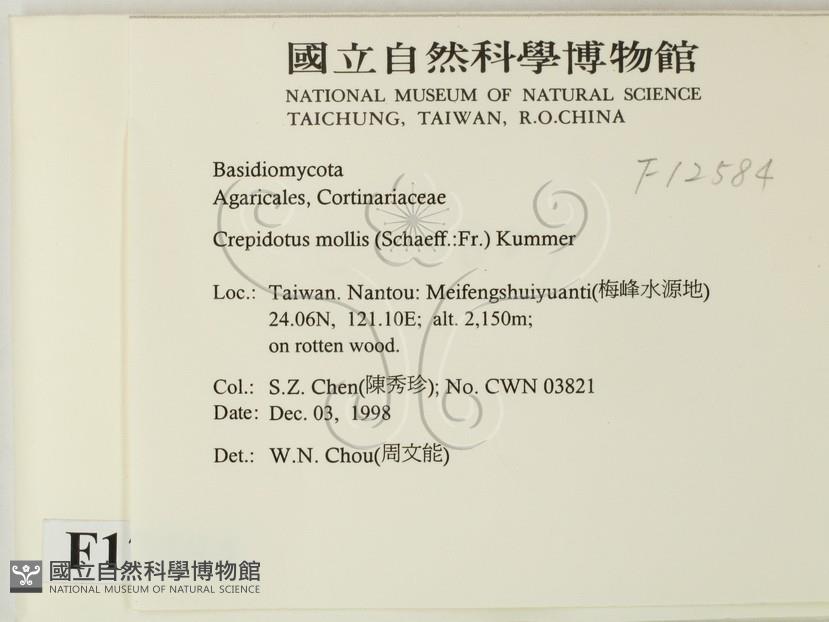 國立自然科學博物館
NATIONAL MUSEUM OF NATURAL SCIENCE
TAICHUNG, TAIWAN, R.O.CHINA
F12584
Basidiomycota
Agaricales, Cortinariaceae
Crepidotus mollis (Schaeff.:Fr.) Kummer
Loc.: Taiwan. Nantou: Meifengshuiyuanti(梅峰水源地)
24.06N, 121.10E; alt. 2,150m;
on rotten wood.
Col.: S.Z. Chen(陳秀珍); No. CWN 03821
Date: Dec. 03, 1998
Det.: W.N. Chou(周文能)
F1
國立自然科學博物館
NATIONAL MUSEUM OF NATURAL SCIENCE